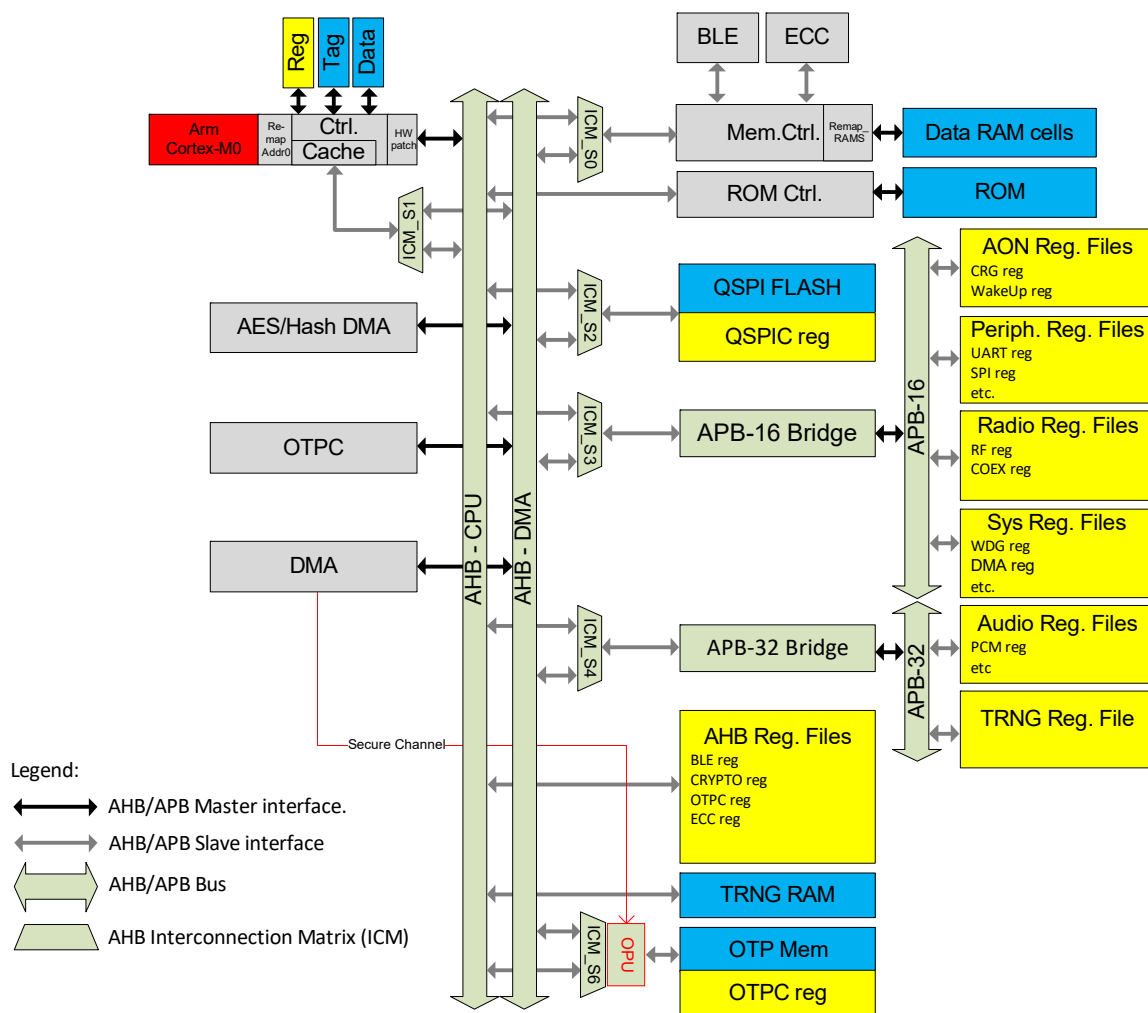 Reg
Tag
Data
BLE
ECC
Arm
Cortex-M0
Re-
map
Addr0
Ctrl.
Cache
HW
patch
ICM_S0
Mem.Ctrl.
Remap_
RAMS
Data RAM cells
ROM Ctrl.
ROM
ICM_S1
AON Reg. Files
CRG reg
WakeUp reg
QSPI FLASH
QSPIC reg
ICM_S2
AES/Hash DMA
Periph. Reg. Files
UART reg
SPI reg
etc.
APB-16
ICM_S3
APB-16 Bridge
OTPC
Radio Reg. Files
RF reg
COEX reg
AHB - CPU
AHB - DMA
DMA
Sys Reg. Files
WDG reg
DMA reg
etc.
ICM_S4
APB-32 Bridge
APB-32
Audio Reg. Files
PCM reg
etc
TRNG Reg. File
Secure Channel
AHB Reg. Files
BLE reg
CRYPTO reg
OTPC reg
ECC reg
Legend:
AHB/APB Master interface.
AHB/APB Slave interface
AHB/APB Bus
AHB Interconnection Matrix (ICM)
TRNG RAM
ICM_S6
OPU
OTP Mem
OTPC reg